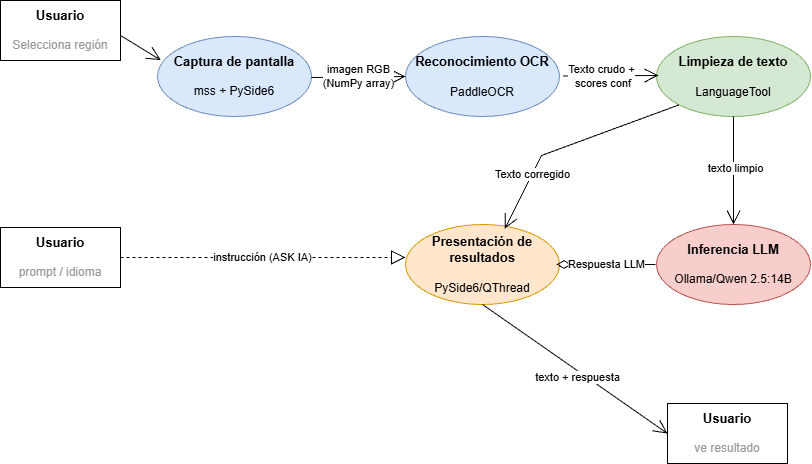 Usuario
Selecciona región
Captura de pantalla
mss + PySide6
imagen RGB
(NumPy array)
Reconocimiento OCR
PaddleOCR
Texto crudo +
scores conf
Limpieza de texto
LanguageTool
Texto corregido
texto limpio
Usuario
prompt / idioma
instrucción (ASK IA)
Presentación de
resultados
PySide6/QThread
Respuesta LLM
Inferencia LLM
Ollama/Qwen 2.5:14B
texto + respuesta
Usuario
ve resultado